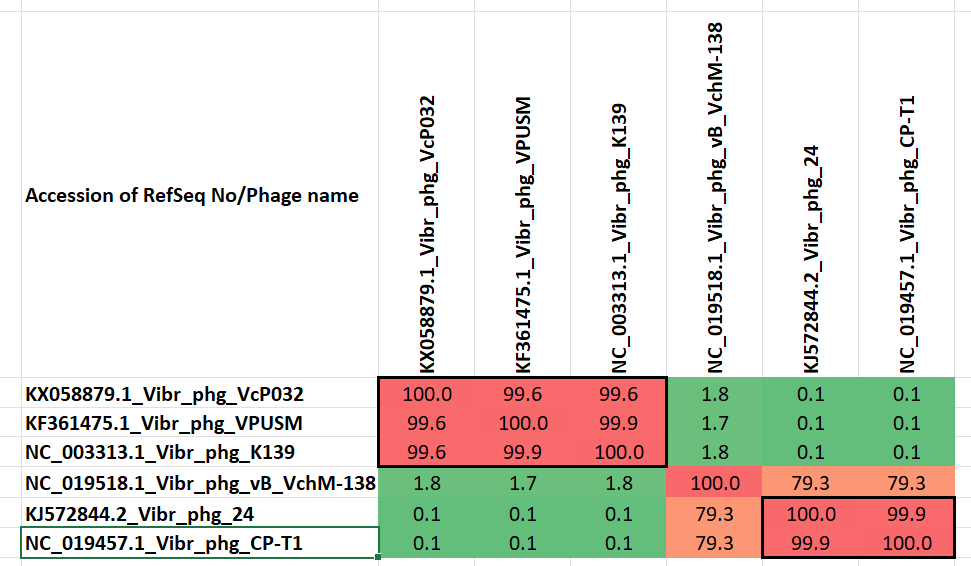 Accession of RefSeq No/Phage name
KX058879.1_Vibr_phg_VcP032
KF361475.1_Vibr_phg_VPUSM
NC_003313.1_Vibr_phg_K139
NC_019518.1_Vibr_phg_vB_VchM-138
KJ572844.2_Vibr_phg_24
NC_019457.1_Vibr_phg_CP-T1
KX058879.1_Vibr_phg_VcP032 100.0 99.6 99.6 1.8 0.1 0.1
KF361475.1_Vibr_phg_VPUSM 99.6 100.0 99.9 1.7 0.1 0.1
NC_003313.1_Vibr_phg_K139 99.6 99.9 100.0 1.8 0.1 0.1
NC_019518.1_Vibr_phg_vB_VchM-138 1.8 1.7 1.8 100.0 79.3 79.3
KJ572844.2_Vibr_phg_24 0.1 0.1 0.1 79.3 100.0 99.9
NC_019457.1_Vibr_phg_CP-T1 0.1 0.1 0.1 79.3 99.9 100.0